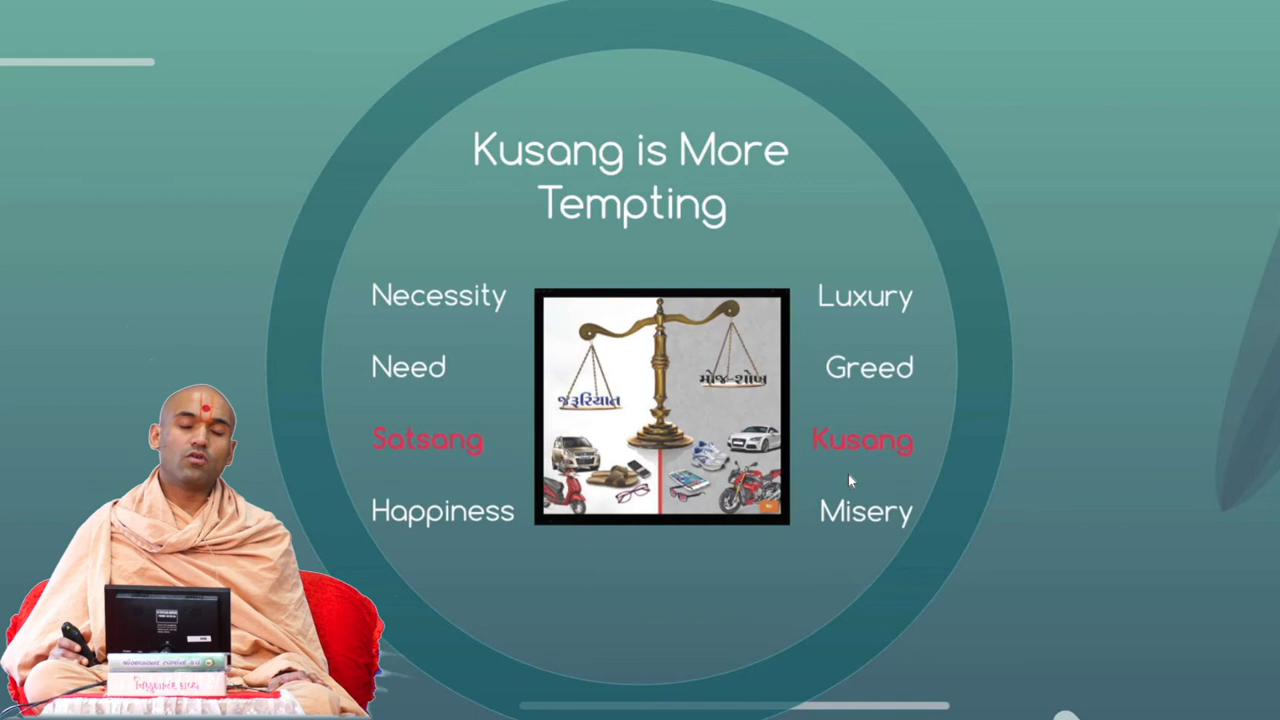 Kusang is More
Tempting
Necessity
Luxury
જરૂરિયાત
મોજ-શોખ
Need
Greed
Satsang
Kusang
Happiness
Misery